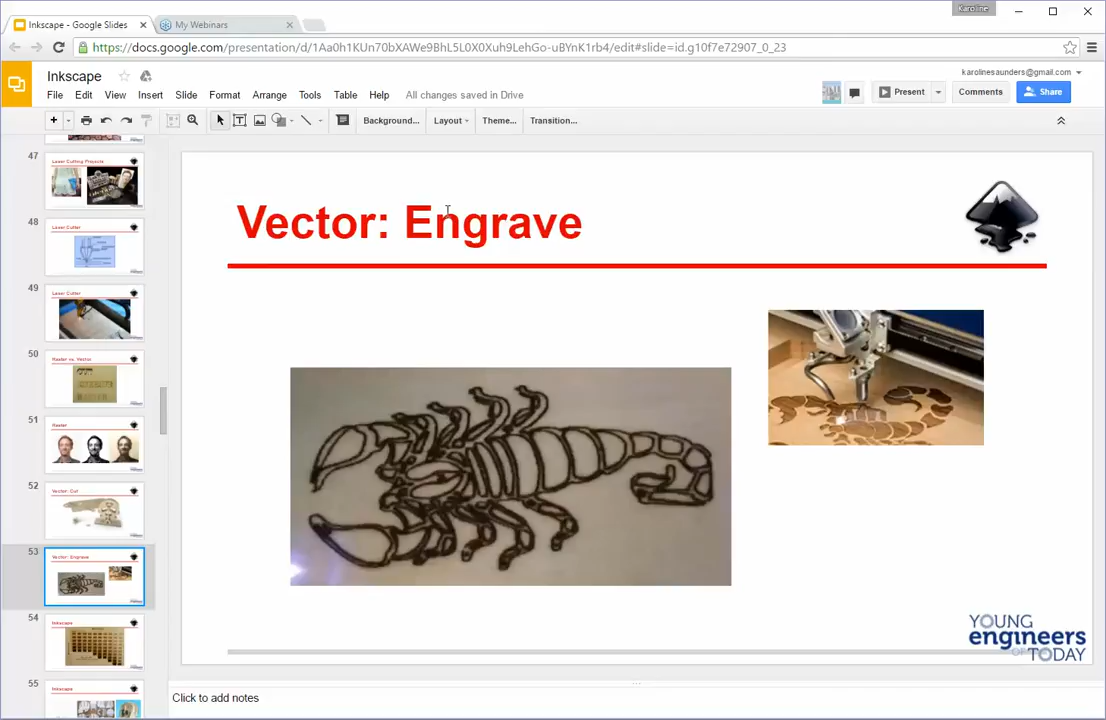 Karoline
Inkscape - Google Slides
My Webinars
https://docs.google.com/presentation/d/1Aa0h1KUn70bXAWe9BhL5L0X0Xuh9LehGo-uBYnK1rb4/edit#slide=id.g10f7e72907_0_23
Inkscape
karolinesaunders@gmail.com
File Edit View Insert Slide Format Arrange Tools Table Help All changes saved in Drive
Present Comments Share
Background... Layout Theme... Transition...
47
Laser Cutting Projects
48
Laser Cutter
49
Laser Cutter
50
Raster vs. Vector
51
Raster
52
Vector: Cut
53
Vector: Engrave
54
Inkscape
55
Inkscape
Vector: Engrave
YOUNG
engineers
OF TODAY
Click to add notes